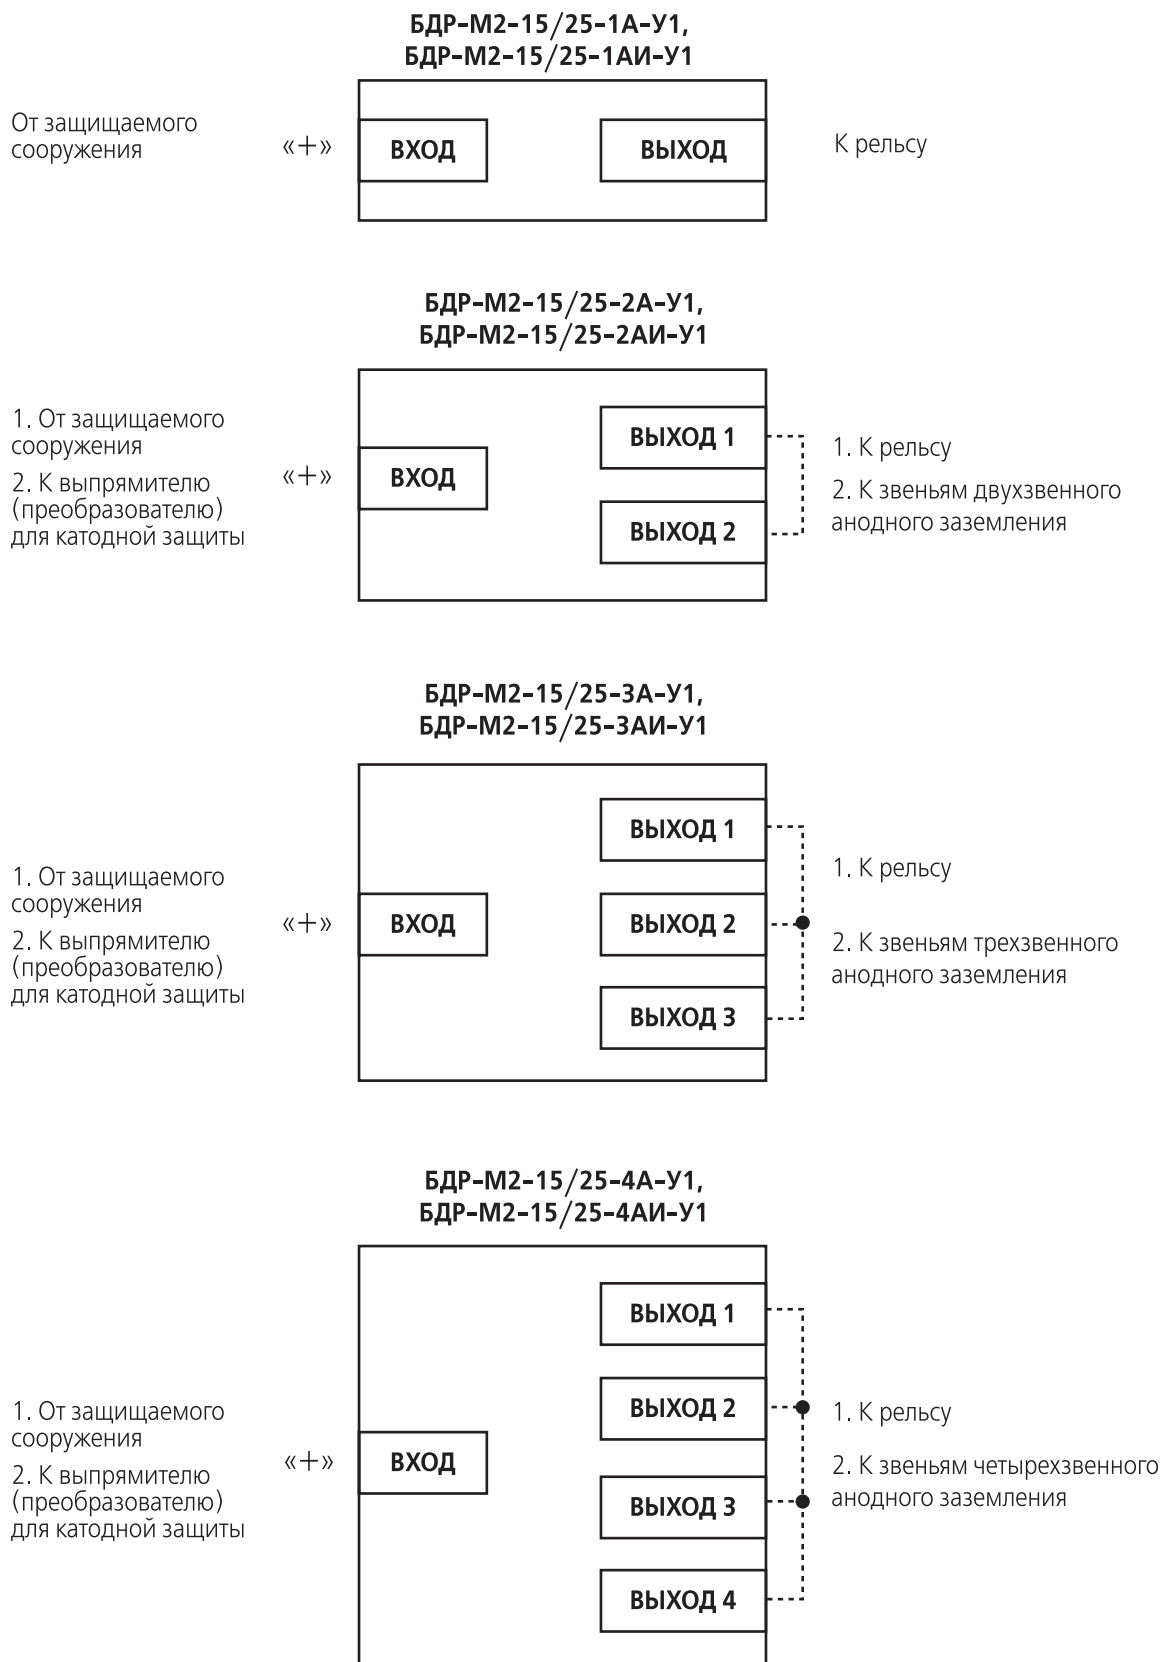 БДР-М2-15/25-1А-У1,
БДР-М2-15/25-1АИ-У1
От защищаемого
сооружения
«+»
ВХОД
ВЫХОД
К рельсу
БДР-М2-15/25-2А-У1,
БДР-М2-15/25-2АИ-У1
1. От защищаемого
сооружения
2. К выпрямителю
(преобразователю)
для катодной защиты
«+»
ВХОД
ВЫХОД 1
ВЫХОД 2
1. К рельсу
2. К звеньям двухзвенного
анодного заземления
БДР-М2-15/25-3А-У1,
БДР-М2-15/25-3АИ-У1
1. От защищаемого
сооружения
2. К выпрямителю
(преобразователю)
для катодной защиты
«+»
ВХОД
ВЫХОД 1
ВЫХОД 2
ВЫХОД 3
1. К рельсу
2. К звеньям трехзвенного
анодного заземления
БДР-М2-15/25-4А-У1,
БДР-М2-15/25-4АИ-У1
1. От защищаемого
сооружения
2. К выпрямителю
(преобразователю)
для катодной защиты
«+»
ВХОД
ВЫХОД 1
ВЫХОД 2
ВЫХОД 3
ВЫХОД 4
1. К рельсу
2. К звеньям четырехзвенного
анодного заземления